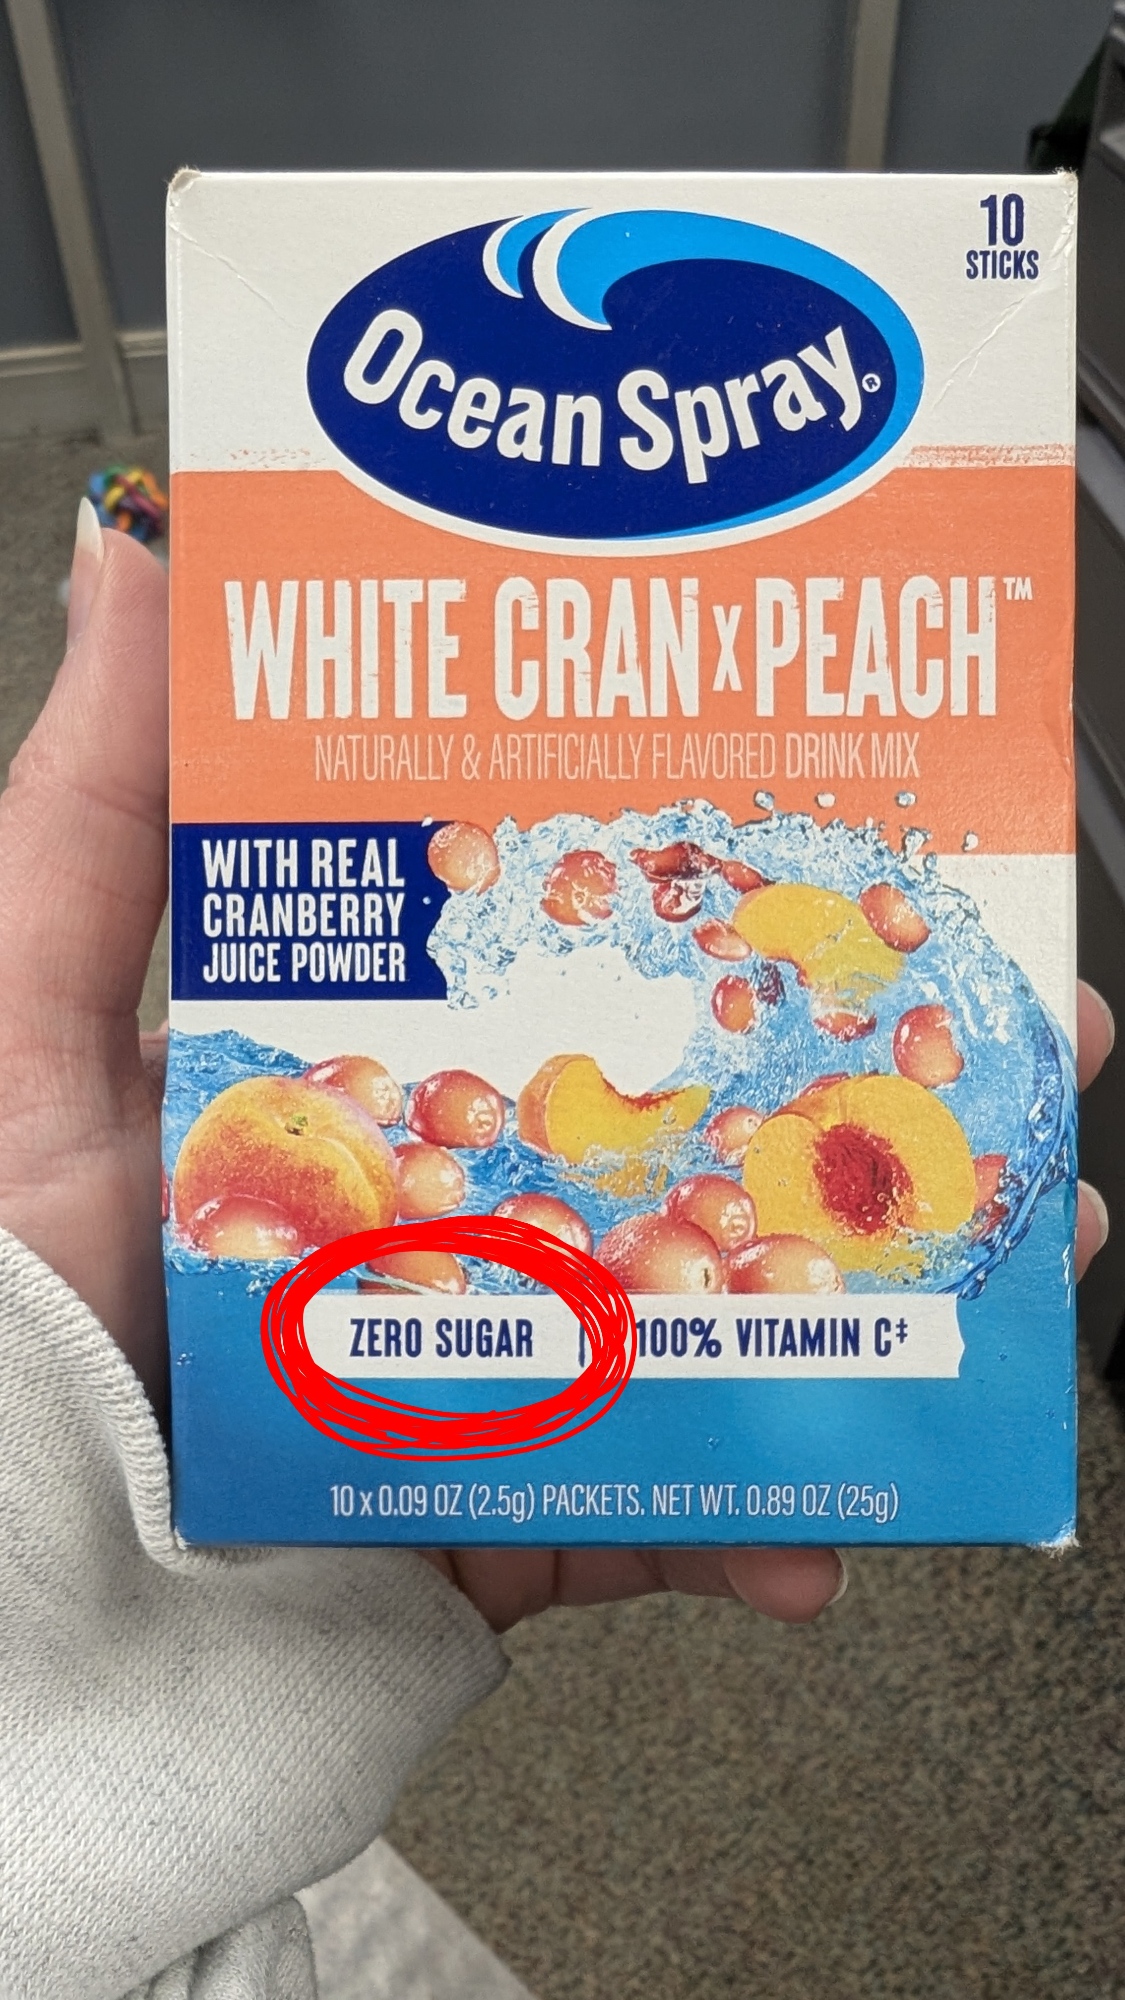 10
STICKS
Ocean Spray®
WHITE CRAN X PEACH™
NATURALLY & ARTIFICIALLY FLAVORED DRINK MIX
WITH REAL
CRANBERRY
JUICE POWDER
ZERO SUGAR | 100% VITAMIN C‡
10 x 0.09 OZ (2.5g) PACKETS. NET WT. 0.89 OZ (25g)